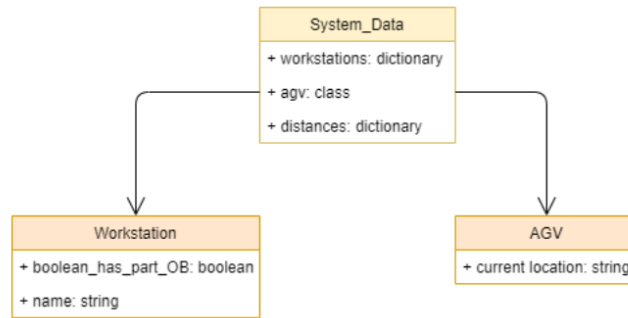 System_Data
+ workstations: dictionary
+ agv: class
+ distances: dictionary
Workstation
+ boolean_has_part_OB: boolean
+ name: string
AGV
+ current location: string